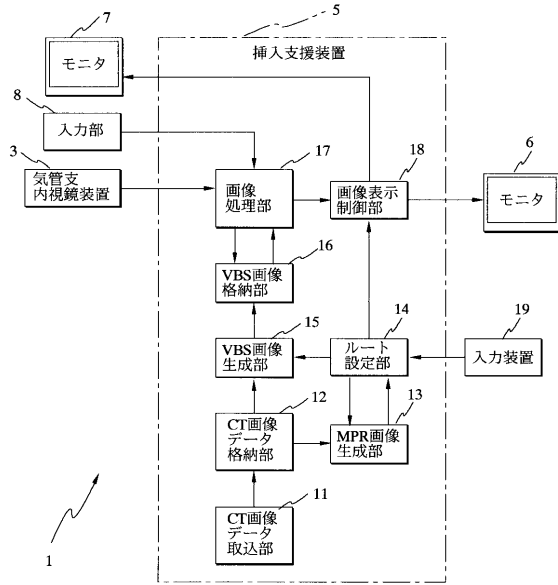 7
5
モニタ
挿入支援装置
8
入力部
17
18
6
3
気管支
内視鏡装置
画像
処理部
画像表示
制御部
モニタ
16
VBS画像
格納部
15
14
19
VBS画像
生成部
ルート
設定部
入力装置
12
13
CT画像
データ
格納部
MPR画像
生成部
11
CT画像
データ
取込部
1